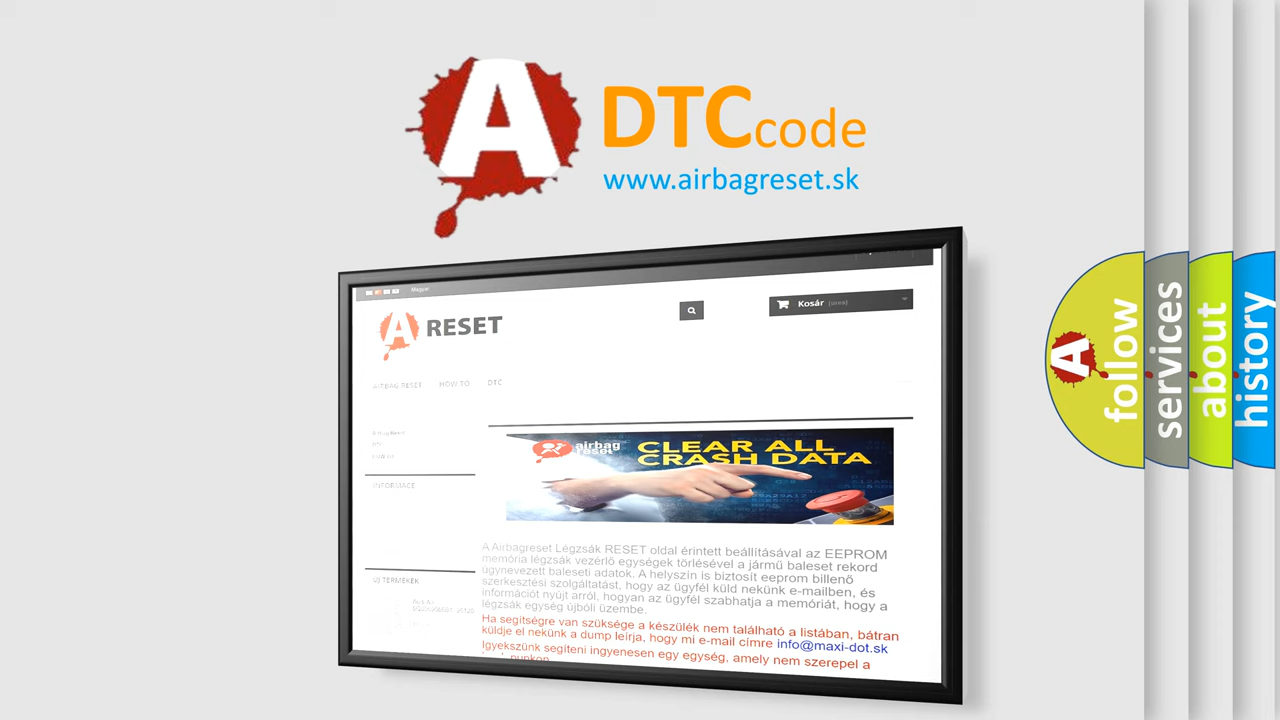 A
DTCcode
www.airbagreset.sk
Magyar
A RESET
Kosár (üres)
AIRBAG RESET HOW TO DTC
Airbag Reset
DTC
INFORMACE
airbag
reset
CLEAR ALL
CRASH DATA
A Airbagreset Légzsák RESET oldal érintett beállításával az EEPROM
memória légzsák vezérlő egységek törlésével a jármű baleset rekord
úgynevezett baleseti adatok. A helyszín is biztosít eeprom billenő
szerkesztési szolgáltatást, hogy az ügyfél küld nekünk e-mailben, és
információt nyújt arról, hogyan az ügyfél szabhatja a memóriát, hogy a
légzsák egység újbóli üzembe.
Ha segítségre van szüksége a készülék nem található a listában, bátran
küldje el nekünk a dump leírja, hogy mi e-mail címre info@maxi-dot.sk
Igyekszünk segíteni ingyenesen egy egység, amely nem szerepel a
ÚJ TERMÉKEK
A
follow
services
about
history